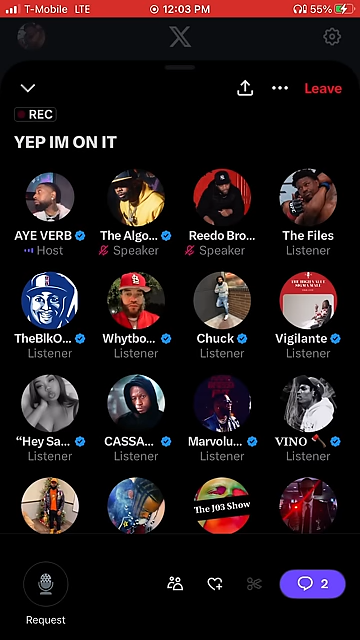 T-Mobile LTE 12:03 PM 55%
X
Leave
REC
YEP IM ON IT
AYE VERB The Algo... Reedo Bro... The Files
Host Speaker Speaker Listener
TheBlkO... Whytbo... Chuck Vigilante
Listener Listener Listener Listener
"Hey Sa... CASSA... Marvolu... VINO
Listener Listener Listener Listener
The J03 Show
2
Request